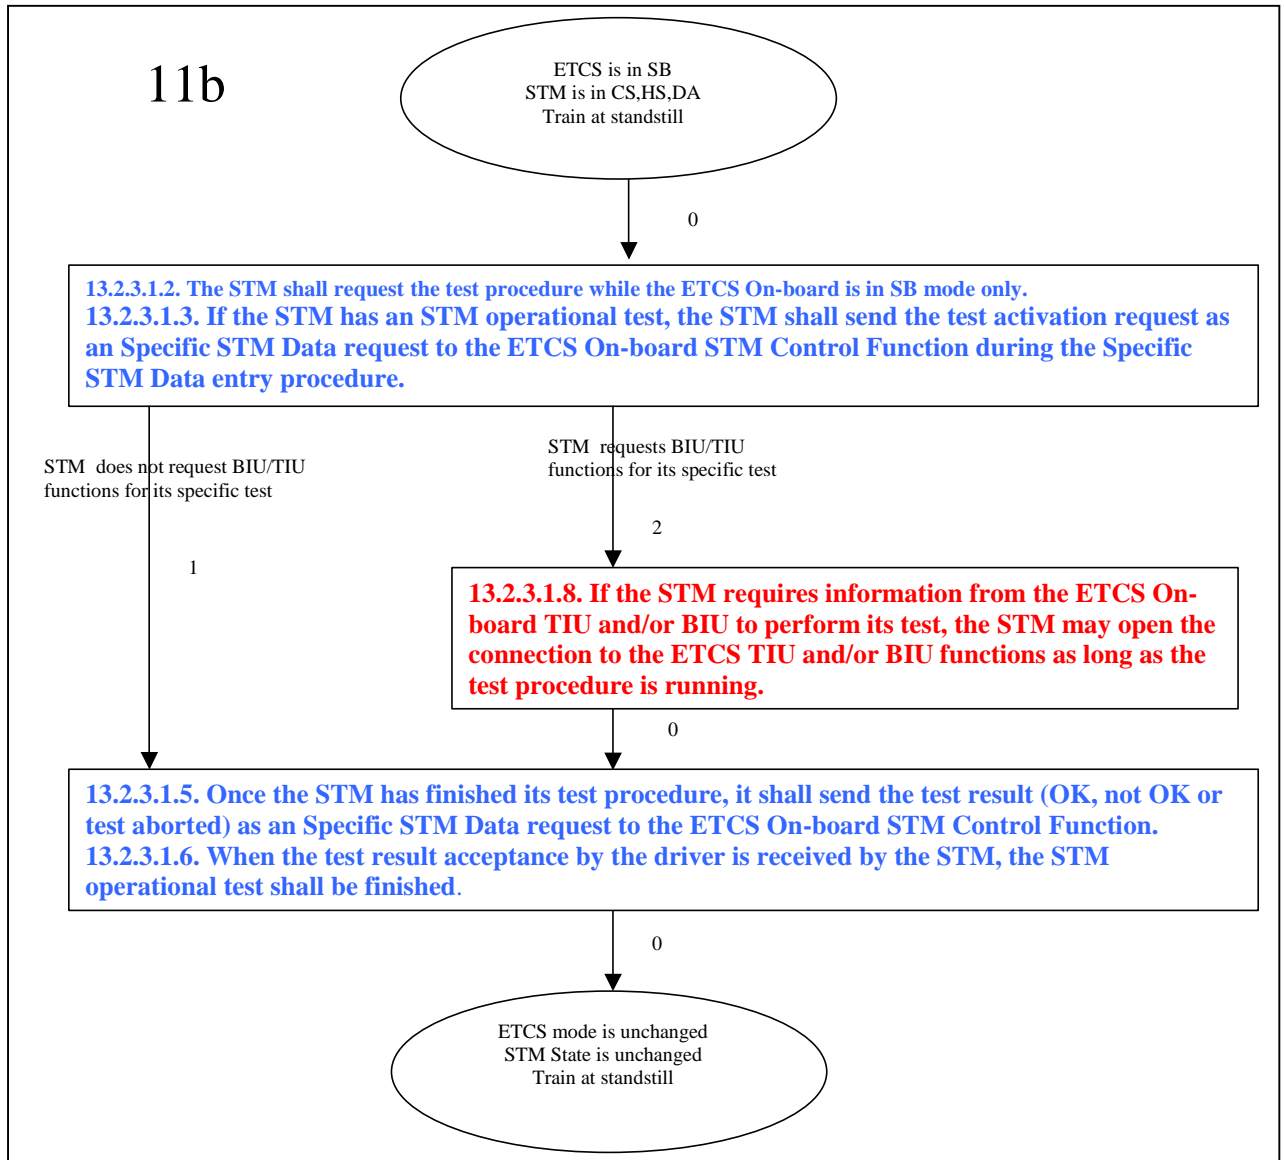 11b
ETCS is in SB
STM is in CS,HS,DA
Train at standstill
0
13.2.3.1.2. The STM shall request the test procedure while the ETCS On-board is in SB mode only.
13.2.3.1.3. If the STM has an STM operational test, the STM shall send the test activation request as
an Specific STM Data request to the ETCS On-board STM Control Function during the Specific
STM Data entry procedure.
STM does not request BIU/TIU
functions for its specific test
1
STM requests BIU/TIU
functions for its specific test
2
13.2.3.1.8. If the STM requires information from the ETCS On-
board TIU and/or BIU to perform its test, the STM may open the
connection to the ETCS TIU and/or BIU functions as long as the
test procedure is running.
0
13.2.3.1.5. Once the STM has finished its test procedure, it shall send the test result (OK, not OK or
test aborted) as an Specific STM Data request to the ETCS On-board STM Control Function.
13.2.3.1.6. When the test result acceptance by the driver is received by the STM, the STM
operational test shall be finished.
0
ETCS mode is unchanged
STM State is unchanged
Train at standstill